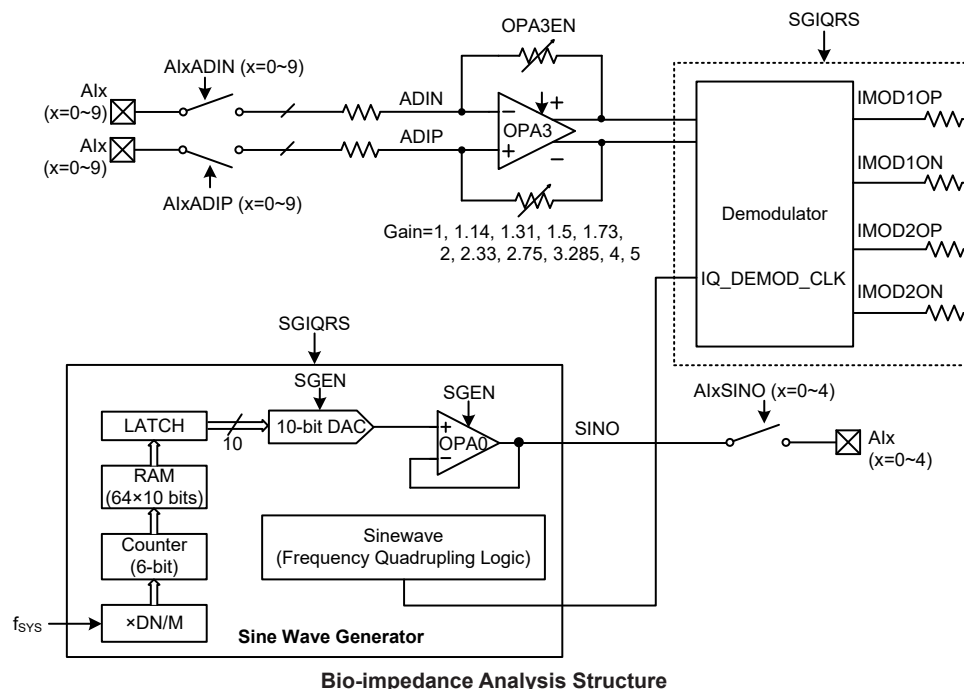 SGIQRS
OPA3EN
AIxADIN (x=0~9)
AIx
(x=0~9)
ADIN
IMOD1OP
OPA3
+
−
+
−
AIx
(x=0~9)
ADIP
IMOD1ON
AIxADIP (x=0~9)
Demodulator
Gain=1, 1.14, 1.31, 1.5, 1.73,
2, 2.33, 2.75, 3.285, 4, 5
IMOD2OP
IQ_DEMOD_CLK
IMOD2ON
SGIQRS
SGEN
SGEN
AIxSINO (x=0~4)
LATCH
10
10-bit DAC
+
OPA0
−
SINO
AIx
(x=0~4)
RAM
(64×10 bits)
Counter
(6-bit)
Sinewave
(Frequency Quadrupling Logic)
fSYS
×DN/M
Sine Wave Generator
Bio-impedance Analysis Structure